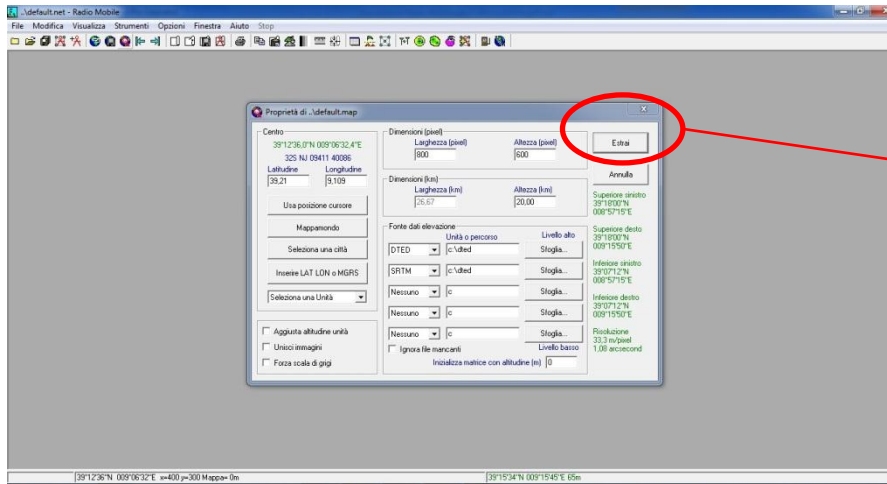 ..\default.net - Radio Mobile
File Modifica Visualizza Strumenti Opzioni Finestra Aiuto Stop
Proprietà di ..\default.map
Centro
39°12'36,0"N 009°06'32,4"E
32S NJ 09411 40086
Latitudine Longitudine
39,21 9,109
Usa posizione cursore
Mappamondo
Seleziona una città
Inserire LAT LON o MGRS
Seleziona una Unità
Aggiusta altitudine unità
Unisci immagini
Forza scala di grigi
Dimensioni (pixel)
Larghezza (pixel) Altezza (pixel)
800 600
Dimensioni (km)
Larghezza (km) Altezza (km)
26,67 20,00
Fonte dati elevazione
Unità o percorso Livello alto
DTED c:\dted Sfoglia...
SRTM c:\dted Sfoglia...
Nessuno c Sfoglia...
Nessuno c Sfoglia...
Nessuno c Sfoglia...
Ignora file mancanti Livello basso
Inizializza matrice con altitudine (m) 0
Estrai
Annulla
Superiore sinistro
39°18'00"N
008°57'15"E
Superiore desto
39°18'00"N
009°15'50"E
Inferiore sinistro
39°07'12"N
008°57'15"E
Inferiore destro
39°07'12"N
009°15'50"E
Risoluzione
33,3 m/pixel
1,08 arcsecond
39°12'36"N 009°06'32"E x=400 y=300 Mappa= 0m
39°15'34"N 009°15'45"E 65m